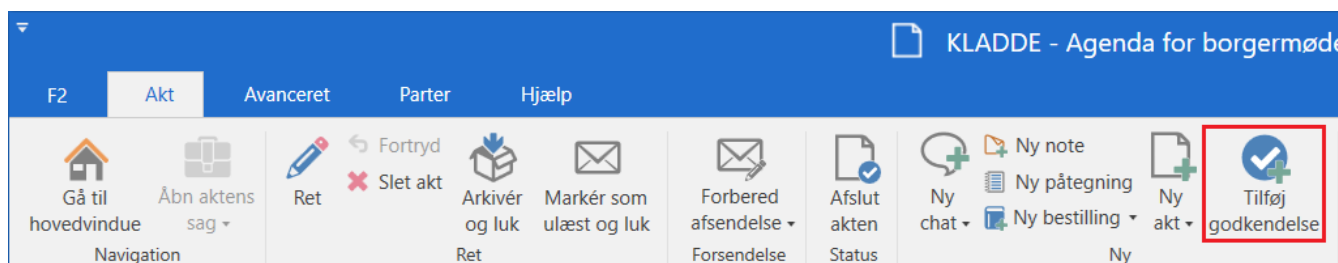 KLADDE - Agenda for borgermøde
F2 Akt Avanceret Parter Hjælp
Gå til hovedvindue
Åbn aktens sag
Ret
Fortryd
Slet akt
Arkivér og luk
Markér som ulæst og luk
Forbered afsendelse
Afslut akten
Ny chat
Ny note
Ny påtegning
Ny bestilling
Ny akt
Tilføj godkendelse
Navigation Ret Forsendelse Status Ny